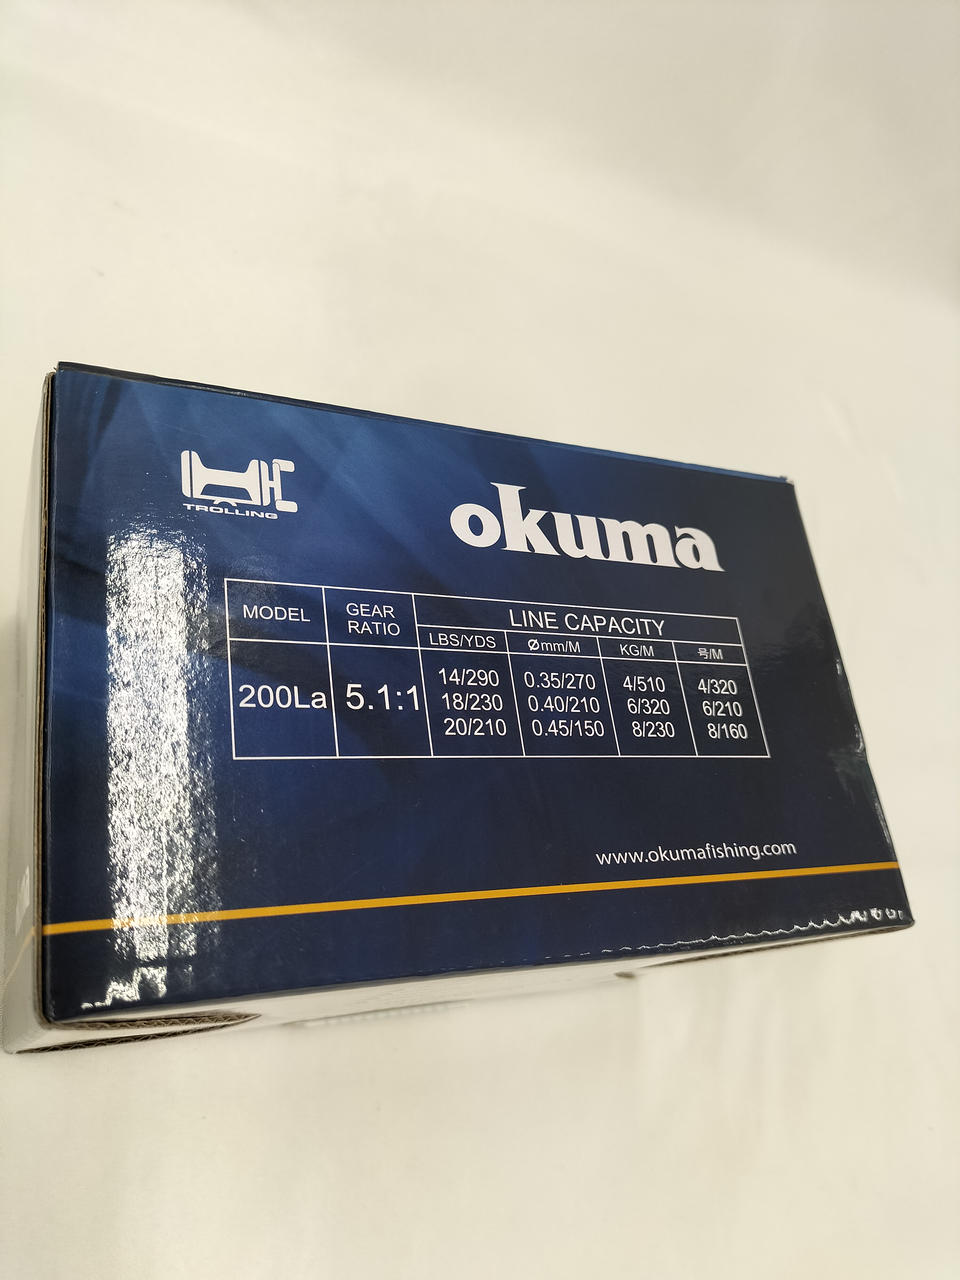 TROLLING
okuma
MODEL
GEAR
RATIO
LINE CAPACITY
LBS/YDS Ømm/M KG/M 号/M
200La 5.1:1
14/290 0.35/270 4/510 4/320
18/230 0.40/210 6/320 6/210
20/210 0.45/150 8/230 8/160
www.okumafishing.com